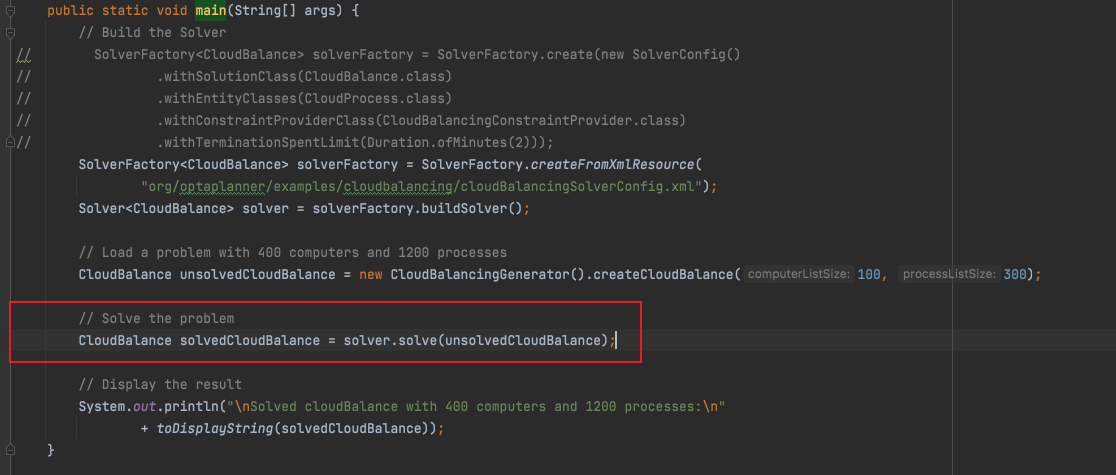 public static void main(String[] args) {
// Build the Solver
// SolverFactory<CloudBalance> solverFactory = SolverFactory.create(new SolverConfig()
// .withSolutionClass(CloudBalance.class)
// .withEntityClasses(CloudProcess.class)
// .withConstraintProviderClass(CloudBalancingConstraintProvider.class)
// .withTerminationSpentLimit(Duration.ofMinutes(2)));
SolverFactory<CloudBalance> solverFactory = SolverFactory.createFromXmlResource(
"org/optaplanner/examples/cloudbalancing/cloudBalancingSolverConfig.xml");
Solver<CloudBalance> solver = solverFactory.buildSolver();
// Load a problem with 400 computers and 1200 processes
CloudBalance unsolvedCloudBalance = new CloudBalancingGenerator().createCloudBalance( computerListSize: 100, processListSize: 300);
// Solve the problem
CloudBalance solvedCloudBalance = solver.solve(unsolvedCloudBalance);
// Display the result
System.out.println("\nSolved cloudBalance with 400 computers and 1200 processes:\n"
+ toDisplayString(solvedCloudBalance));
}